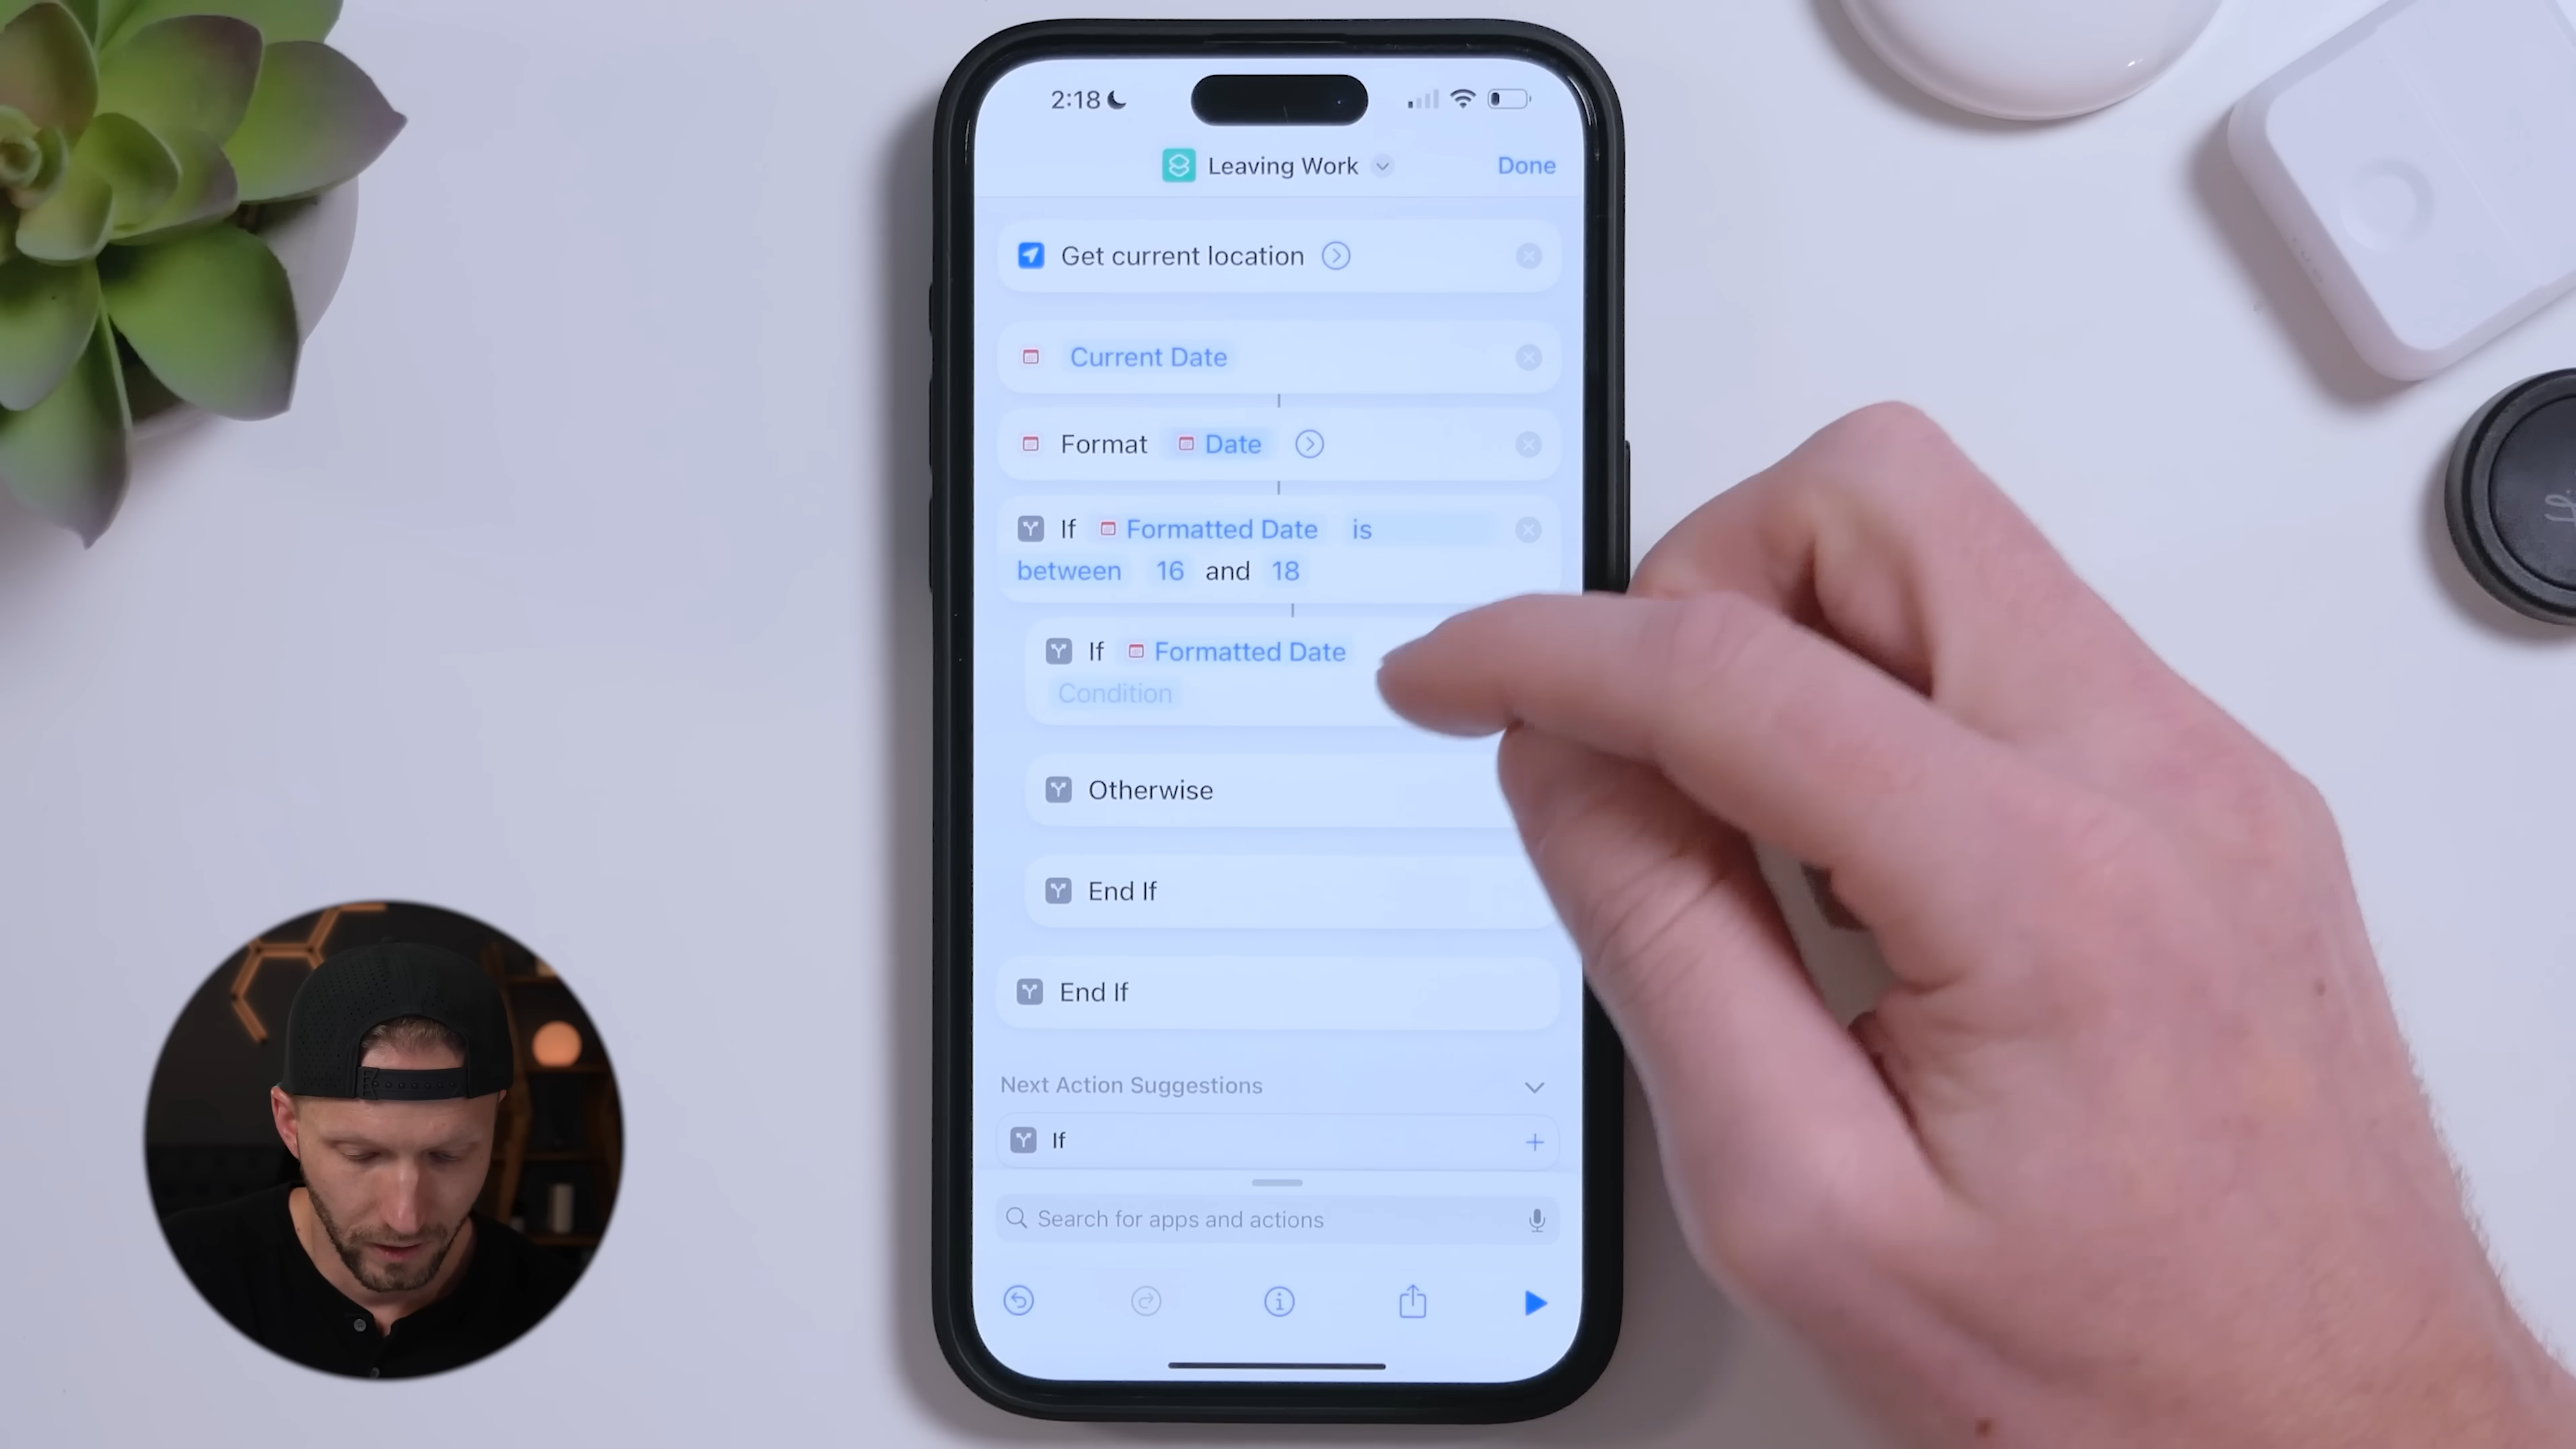 2:18
Leaving Work
Done
Get current location
Current Date
Format Date
If Formatted Date is
between 16 and 18
If Formatted Date
Condition
Otherwise
End If
End If
Next Action Suggestions
If
Search for apps and actions